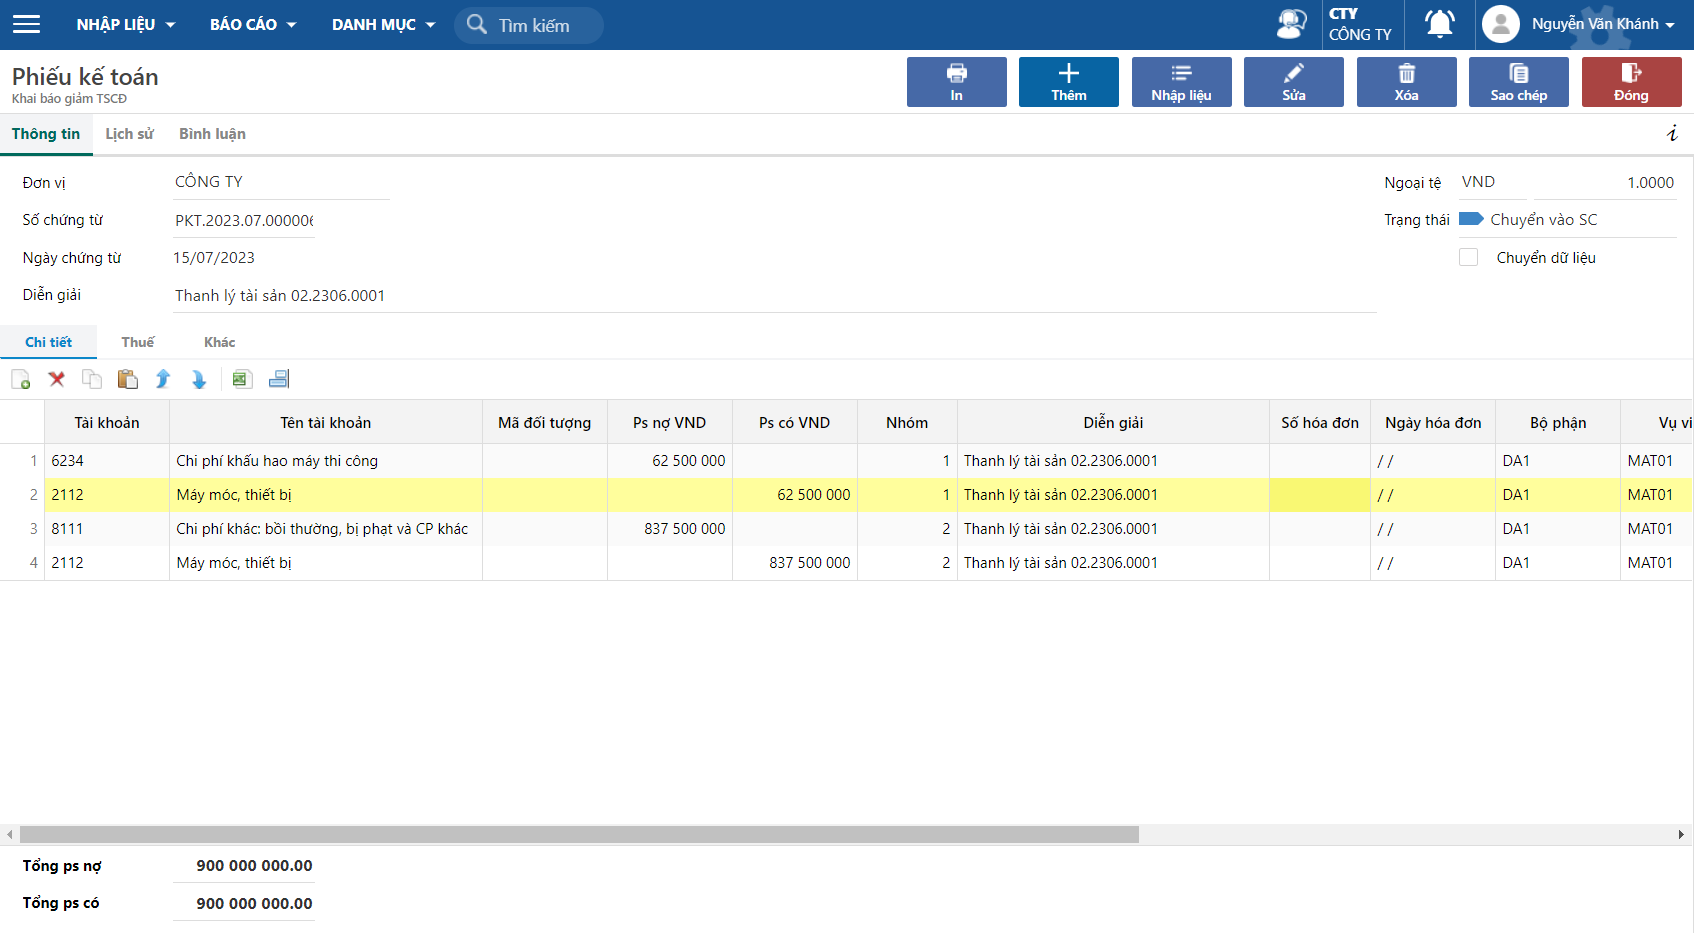 NHẬP LIỆU BÁO CÁO DANH MỤC Tìm kiếm CTY CÔNG TY Nguyễn Văn Khánh
Phiếu kế toán
Khai báo giảm TSCĐ
In Thêm Nhập liệu Sửa Xóa Sao chép Đóng
Thông tin Lịch sử Bình luận i
Đơn vị CÔNG TY Ngoại tệ VND 1.0000
Số chứng từ PKT.2023.07.000006 Trạng thái Chuyển vào SC
Ngày chứng từ 15/07/2023 Chuyển dữ liệu
Diễn giải Thanh lý tài sản 02.2306.0001
Chi tiết Thuế Khác
Tài khoản Tên tài khoản Mã đối tượng Ps nợ VND Ps có VND Nhóm Diễn giải Số hóa đơn Ngày hóa đơn Bộ phận Vụ vi
1 6234 Chi phí khấu hao máy thi công 62 500 000 1 Thanh lý tài sản 02.2306.0001 / / DA1 MAT01
2 2112 Máy móc, thiết bị 62 500 000 1 Thanh lý tài sản 02.2306.0001 / / DA1 MAT01
3 8111 Chi phí khác: bồi thường, bị phạt và CP khác 837 500 000 2 Thanh lý tài sản 02.2306.0001 / / DA1 MAT01
4 2112 Máy móc, thiết bị 837 500 000 2 Thanh lý tài sản 02.2306.0001 / / DA1 MAT01
Tổng ps nợ 900 000 000.00
Tổng ps có 900 000 000.00